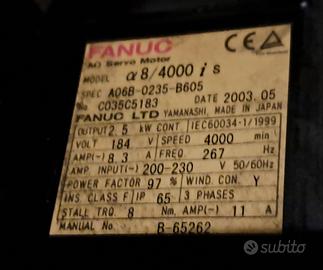 FANUC CE
AC Servo Motor
MODEL α8/4000 i s
SPEC A06B-0235-B605
No C035C5183 DATE 2003.05
FANUC LTD YAMANASHI, MADE IN JAPAN
OUTPUT 2.5 kW CONT IEC60034-1/1999
VOLT 184 V SPEED 4000 min
AMP(~) 8.3 A FREQ 267 Hz
AMP. INPUT(~) 200-230 V 50/60Hz
POWER FACTOR 97 % WIND. CON. Y
INS. CLASS F IP 65 3 PHASES
STALL TRQ. 8 Nm, AMP(~) 11 A
MANUAL No. B-65262
subito